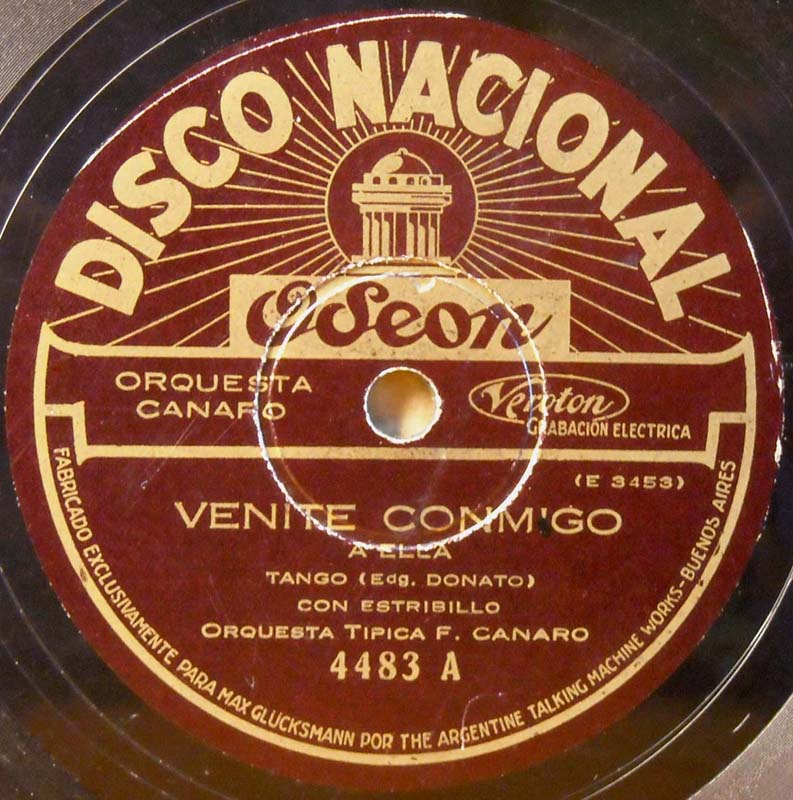 DISCO NACIONAL
Odeon
ORQUESTA
CANARO
Veroton
GRABACIÓN ELECTRICA
(E 3453)
VENITE CONM'GO
A ELLA
TANGO (Edg. DONATO)
CON ESTRIBILLO
ORQUESTA TIPICA F. CANARO
4483 A
FABRICADO EXCLUSIVAMENTE PARA MAX GLÜCKSMANN POR THE ARGENTINE TALKING MACHINE WORKS-BUENOS AIRES